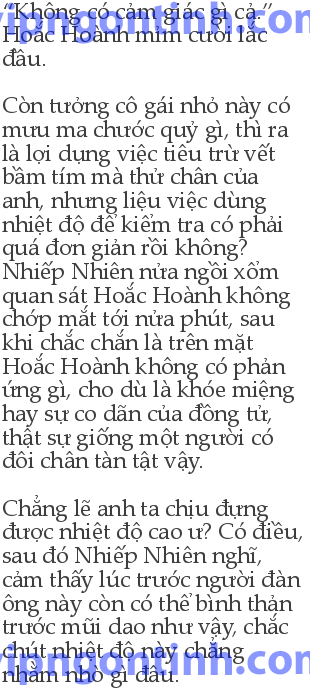 “Không có cảm giác gì cả.”
Hoắc Hoành mỉm cười lắc
đầu.
Còn tưởng cô gái nhỏ này có
mưu ma chước quỷ gì, thì ra
là lợi dụng việc tiêu trừ vết
bầm tím mà thử chân của
anh, nhưng liệu việc dùng
nhiệt độ để kiểm tra có phải
quá đơn giản rồi không?
Nhiếp Nhiên nửa ngồi xổm
quan sát Hoắc Hoành không
chớp mắt tới nửa phút, sau
khi chắc chắn là trên mặt
Hoắc Hoành không có phản
ứng gì, cho dù là khóe miệng
hay sự co dãn của đồng tử,
thật sự giống một người có
đôi chân tàn tật vậy.
Chẳng lẽ anh ta chịu đựng
được nhiệt độ cao ư? Có điều,
sau đó Nhiếp Nhiên nghĩ,
cảm thấy lúc trước người đàn
ông này còn có thể bình thản
trước mũi dao như vậy, chắc
chút nhiệt độ này chẳng
nhằm nhò gì đâu.
vipngontinh.com
vipngontinh.com